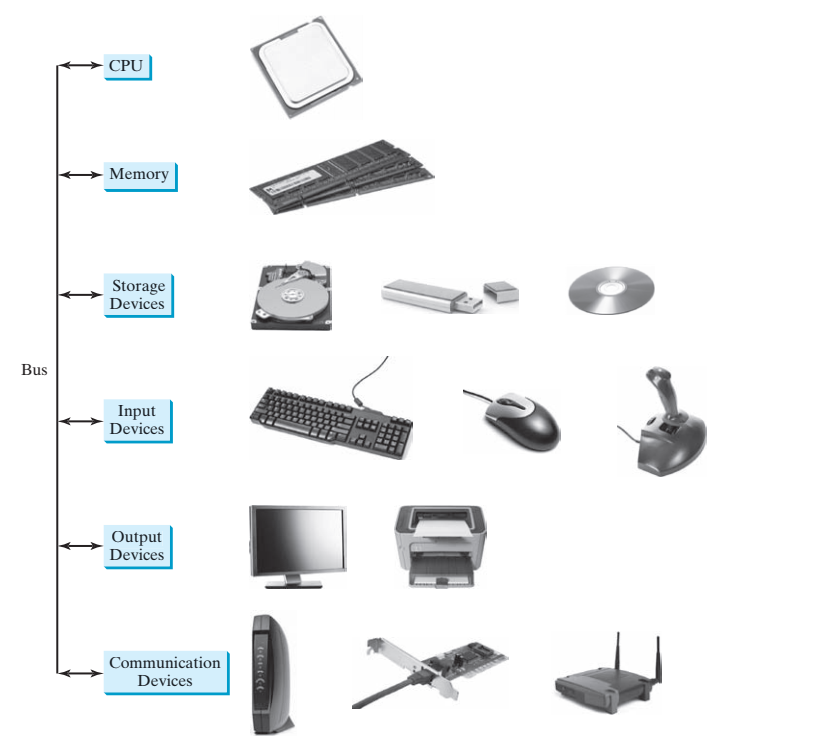 CPU
Memory
Storage
Devices
Bus
Input
Devices
Output
Devices
Communication
Devices